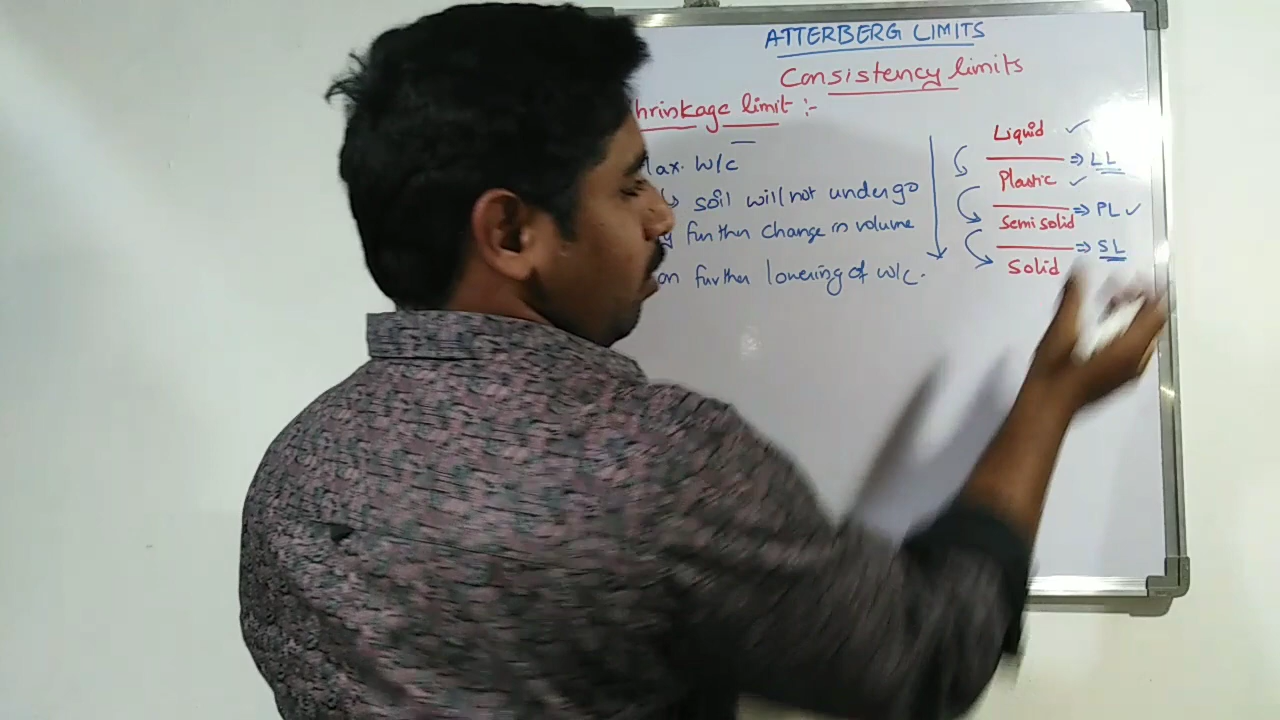 ATTERBERG LIMITS
Consistency limits
hrinkage limit :-
Max. w/c
soil will not undergo
y further change in volume
on further lowering of w/c.
Liquid
⇒ LL
Plastic
⇒ PL
Semi solid
⇒ SL
Solid